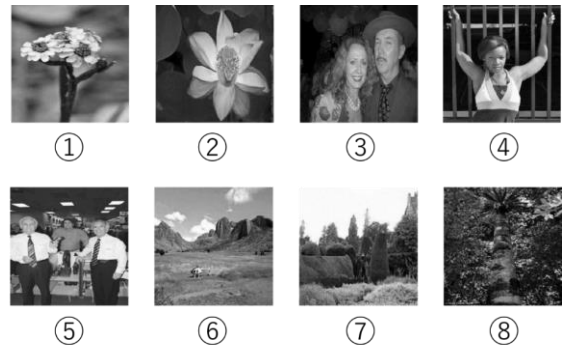 ① ② ③ ④
⑤ ⑥ ⑦ ⑧